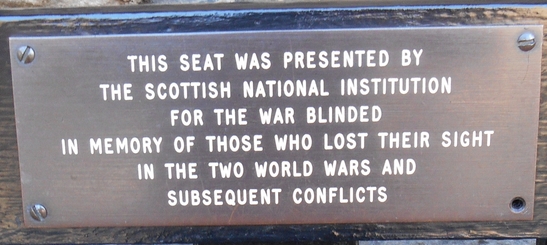 THIS SEAT WAS PRESENTED BY
THE SCOTTISH NATIONAL INSTITUTION
FOR THE WAR BLINDED
IN MEMORY OF THOSE WHO LOST THEIR SIGHT
IN THE TWO WORLD WARS AND
SUBSEQUENT CONFLICTS